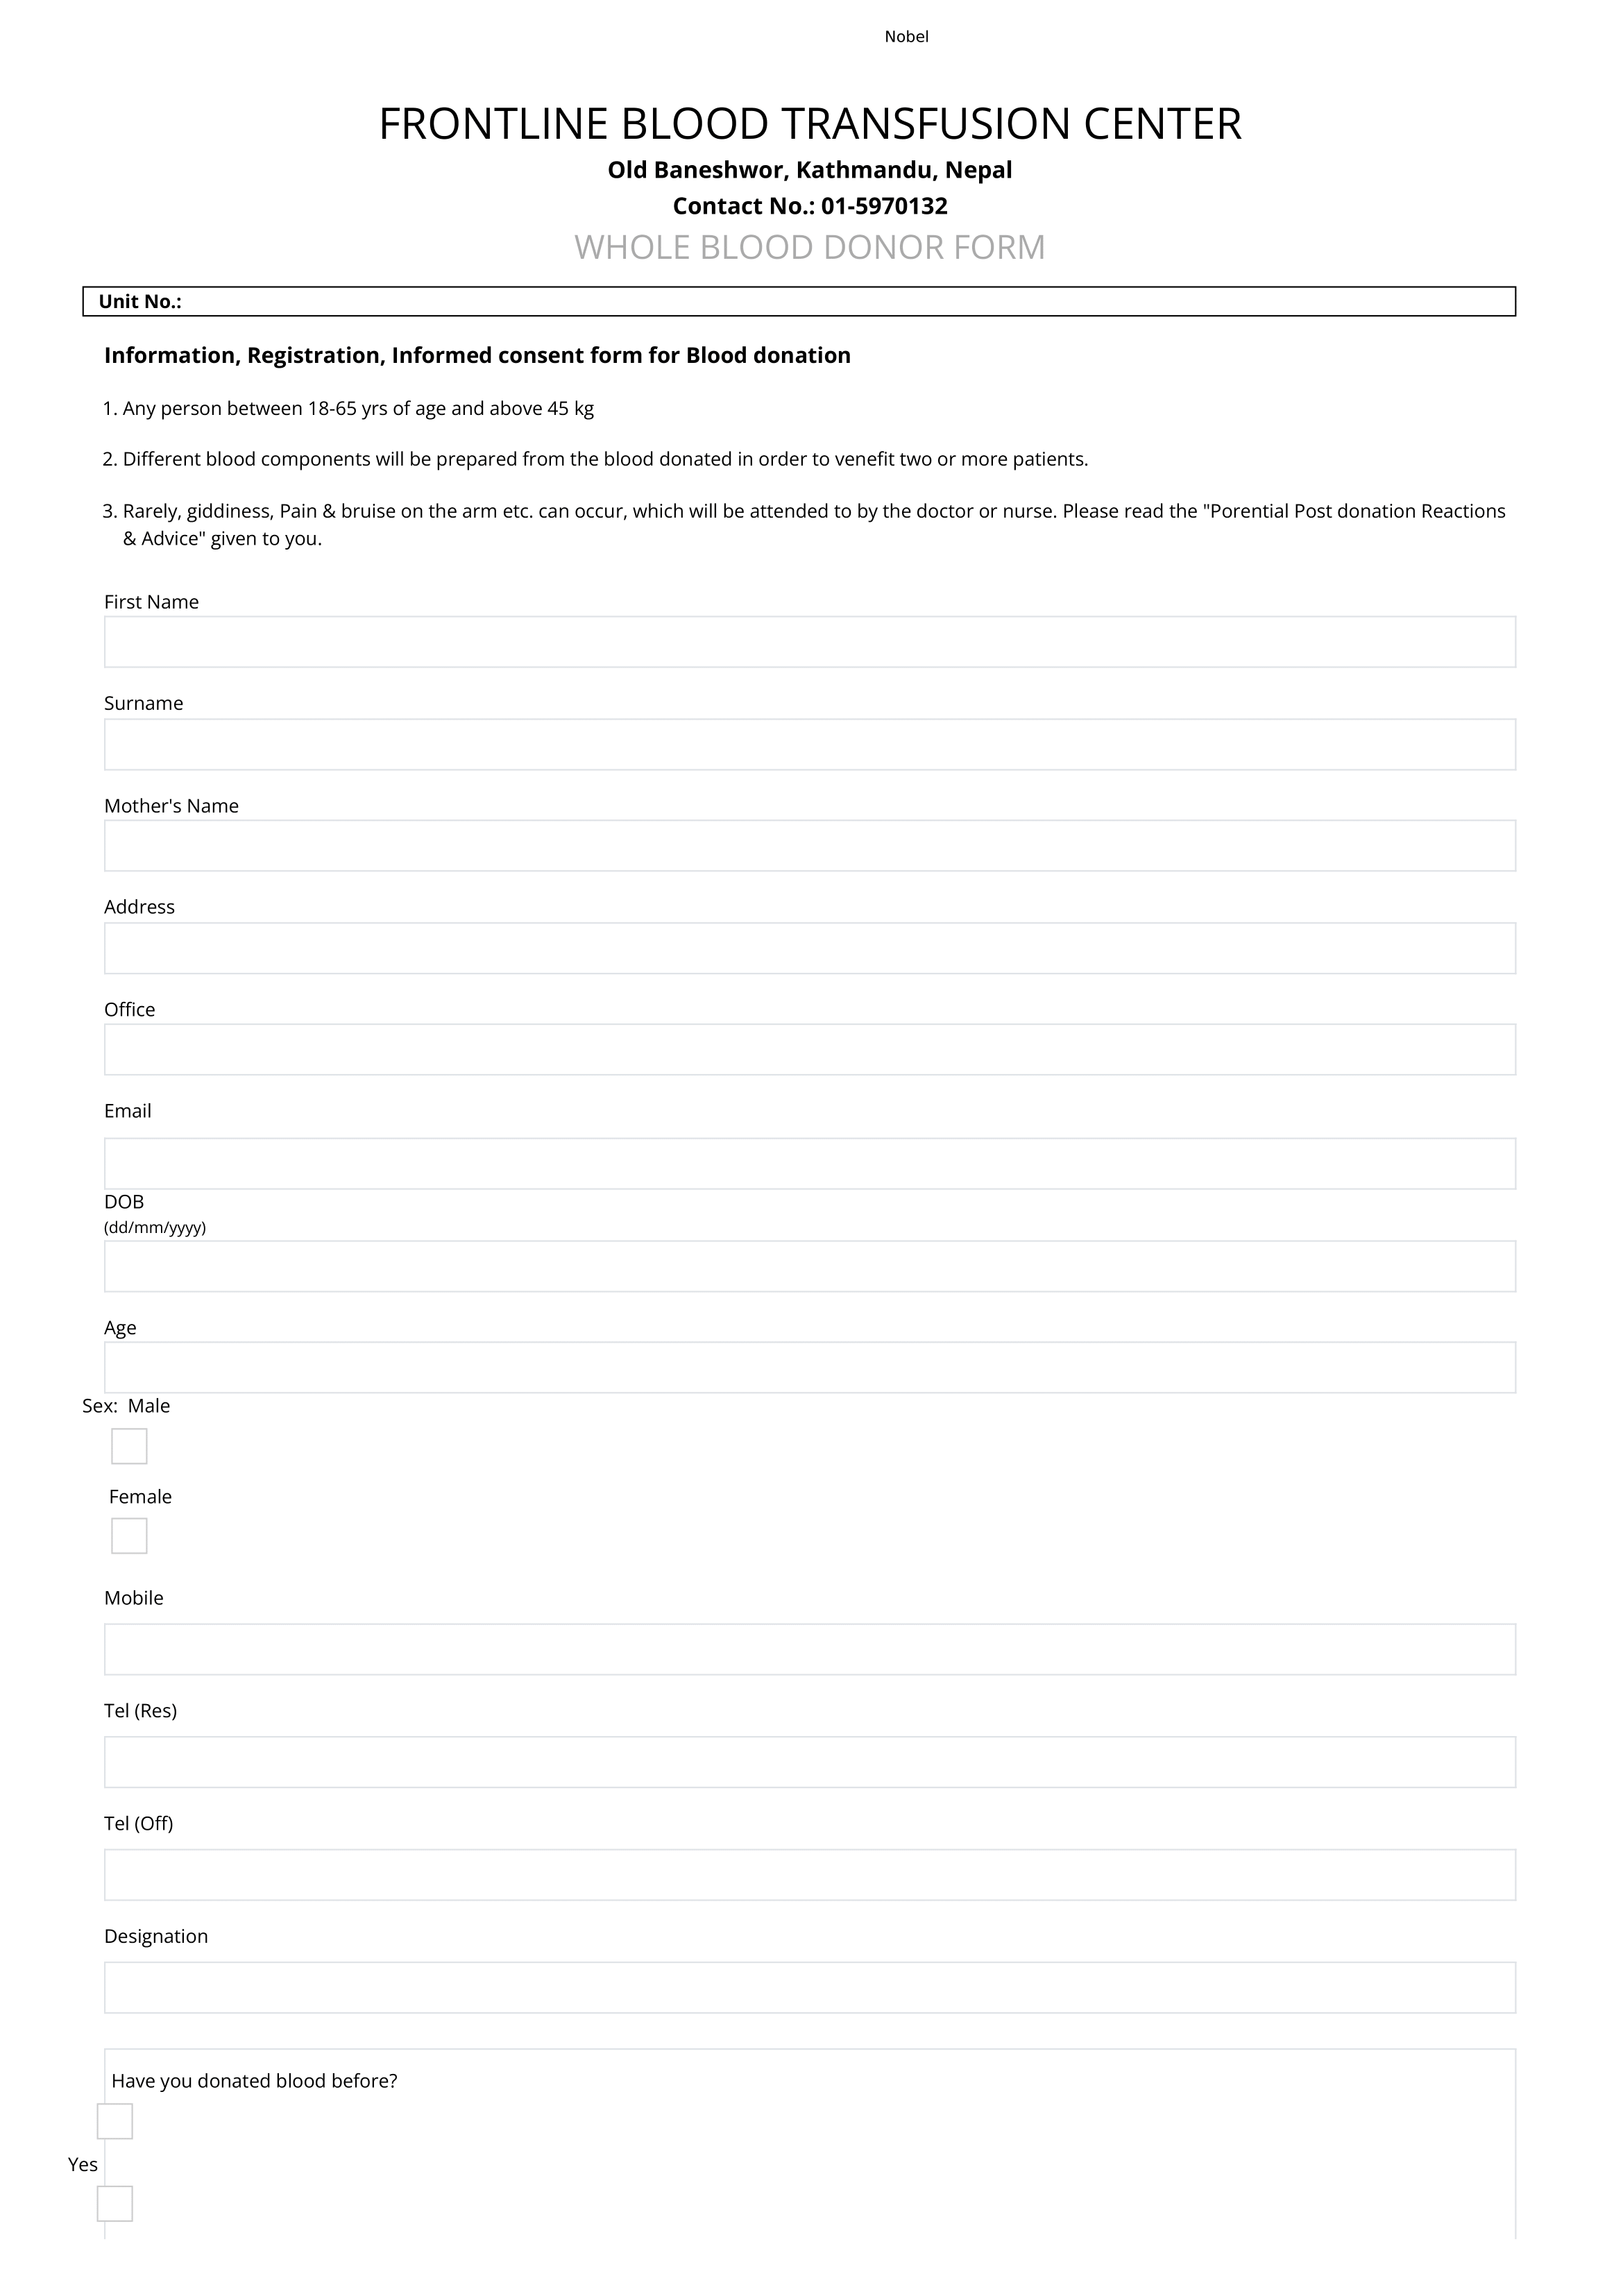 Nobel
FRONTLINE BLOOD TRANSFUSION CENTER
Old Baneshwor, Kathmandu, Nepal
Contact No.: 01-5970132
WHOLE BLOOD DONOR FORM
Unit No.:
Information, Registration, Informed consent form for Blood donation
1. Any person between 18-65 yrs of age and above 45 kg
2. Different blood components will be prepared from the blood donated in order to venefit two or more patients.
3. Rarely, giddiness, Pain & bruise on the arm etc. can occur, which will be attended to by the doctor or nurse. Please read the "Porential Post donation Reactions
& Advice" given to you.
First Name
Surname
Mother's Name
Address
Office
Email
DOB
(dd/mm/yyyy)
Age
Sex: Male
Female
Mobile
Tel (Res)
Tel (Off)
Designation
Have you donated blood before?
Yes